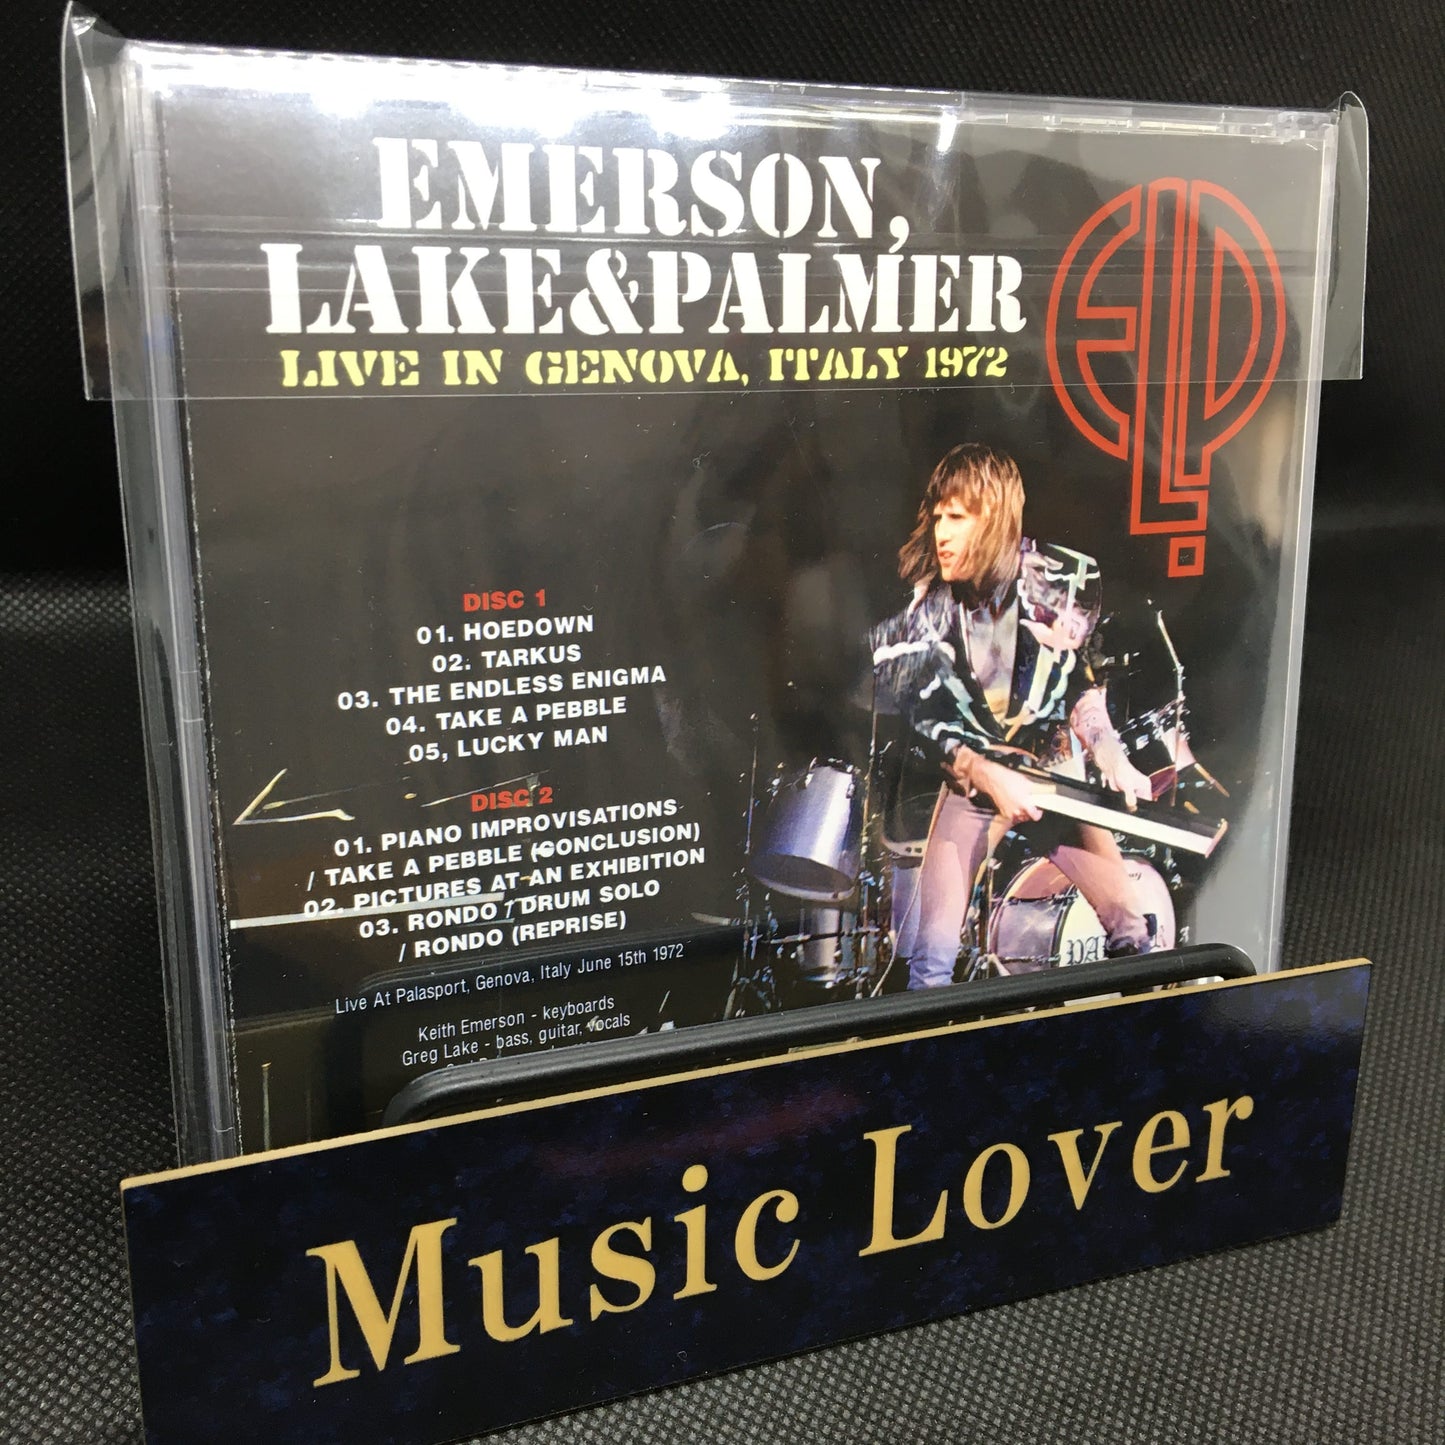 EMERSON,
LAKE&PALMER
LIVE IN GENOVA, ITALY 1972
ELP
DISC 1
01. HOEDOWN
02. TARKUS
03. THE ENDLESS ENIGMA
04. TAKE A PEBBLE
05, LUCKY MAN
DISC 2
01. PIANO IMPROVISATIONS
/ TAKE A PEBBLE (CONCLUSION)
02. PICTURES AT AN EXHIBITION
03. RONDO / DRUM SOLO
/ RONDO (REPRISE)
Live At Palasport, Genova, Italy June 15th 1972
Keith Emerson - keyboards
Greg Lake - bass, guitar, vocals
Music Lover